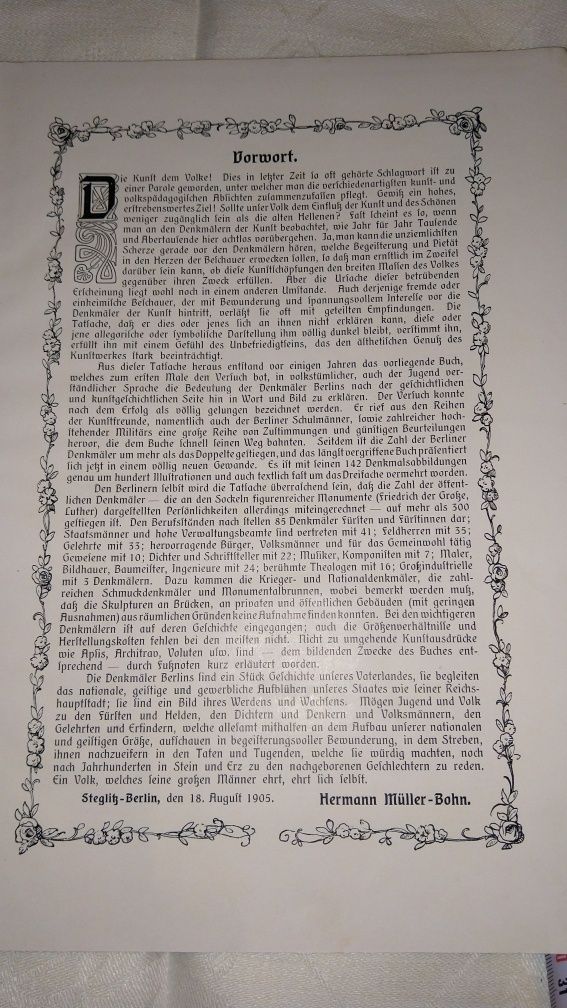 Vorwort.
Die Kunst dem Volke! Dies in letzter Zeit so oft gehörte Schlagwort ist zu
einer Parole geworden, unter welcher man die verschiedenartigsten kunst- und
volkspädagogischen Absichten zusammenzufassen pflegt. Gewiß ein hohes,
erstrebenswertes Ziel! Sollte unser Volk dem Einfluß der Kunst und des Schönen
weniger zugänglich sein als die alten Hellenen? Fast scheint es so, wenn
man an den Denkmälern der Kunst beobachtet, wie Jahr für Jahr Tausende
und Abertausende hier achtlos vorübergehen. Ja, man kann die unziemlichsten
Scherze gerade vor den Denkmälern hören, welche Begeisterung und Pietät
in den Herzen der Beschauer erwecken sollen, so daß man ernstlich im Zweifel
darüber sein kann, ob diese Kunstschöpfungen den breiten Massen des Volkes
gegenüber ihren Zweck erfüllen. Aber die Ursache dieser betrübenden
Erscheinung liegt wohl noch in einem anderen Umstande. Auch derjenige fremde oder
einheimische Beschauer, der mit Bewunderung und spannungsvollem Interesse vor die
Denkmäler der Kunst hintritt, verläßt sie oft mit geteilten Empfindungen. Die
Tatsache, daß er dies oder jenes sich an ihnen nicht erklären kann, diese oder
jene allegorische oder symbolische Darstellung ihm völlig dunkel bleibt, verstimmt ihn,
erfüllt ihn mit einem Gefühl des Unbefriedigtseins, das den ästhetischen Genuß des
Kunstwerkes stark beeinträchtigt.
Aus dieser Tatsache heraus entstand vor einigen Jahren das vorliegende Buch,
welches zum ersten Male den Versuch bot, in volkstümlicher, auch der Jugend ver-
ständlicher Sprache die Bedeutung der Denkmäler Berlins nach der geschichtlichen
und kunstgeschichtlichen Seite hin in Wort und Bild zu erklären. Der Versuch konnte
nach dem Erfolg als völlig gelungen bezeichnet werden. Er rief aus den Reihen
der Kunstfreunde, namentlich auch der Berliner Schulmänner, sowie zahlreicher hoch-
stehender Militärs eine große Reihe von Zustimmungen und günstigen Beurteilungen
hervor, die dem Buche schnell seinen Weg bahnten. Seitdem ist die Zahl der Berliner
Denkmäler um mehr als das Doppelte gestiegen, und das längst vergriffene Buch präsentiert
sich jetzt in einem völlig neuen Gewande. Es ist mit seinen 142 Denkmalsabbildungen
genau um hundert Illustrationen und auch textlich fast um das Dreifache vermehrt worden.
Den Berlinern selbst wird die Tatsache überraschend sein, daß die Zahl der öffent-
lichen Denkmäler — die an den Sockeln figurenreicher Monumente (Friedrich der Große,
Luther) dargestellten Persönlichkeiten allerdings miteingerechnet — auf mehr als 300
gestiegen ist. Den Berufsständen nach stellen 85 Denkmäler Fürsten und Fürstinnen dar;
Staatsmänner und hohe Verwaltungsbeamte sind vertreten mit 41; Feldherren mit 35;
Gelehrte mit 33; hervorragende Bürger, Volksmänner und für das Gemeinwohl tätig
Gewesene mit 10; Dichter und Schriftsteller mit 22; Musiker, Komponisten mit 7; Maler,
Bildhauer, Baumeister, Ingenieure mit 24; berühmte Theologen mit 16; Großindustrielle
mit 3 Denkmälern. Dazu kommen die Krieger- und Nationaldenkmäler, die zahl-
reichen Schmuckdenkmäler und Monumentalbrunnen, wobei bemerkt werden muß,
daß die Skulpturen an Brücken, an privaten und öffentlichen Gebäuden (mit geringen
Ausnahmen) aus räumlichen Gründen keine Aufnahme finden konnten. Bei den wichtigeren
Denkmälern ist auf deren Geschichte eingegangen; auch die Größenverhältnisse und
Herstellungskosten fehlen bei den meisten nicht. Nicht zu umgehende Kunstausdrücke
wie Apsis, Architrav, Voluten usw. sind — dem bildenden Zwecke des Buches ent-
sprechend — durch Fußnoten kurz erläutert worden.
Die Denkmäler Berlins sind ein Stück Geschichte unseres Vaterlandes, sie begleiten
das nationale, geistige und gewerbliche Aufblühen unseres Staates wie seiner Reichs-
hauptstadt; sie sind ein Bild ihres Werdens und Wachsens. Mögen Jugend und Volk
zu den Fürsten und Helden, den Dichtern und Denkern und Volksmännern, den
Gelehrten und Erfindern, welche allesamt mithalfen an dem Aufbau unserer nationalen
und geistigen Größe, aufschauen in begeisterungsvoller Bewunderung, in dem Streben,
ihnen nachzueifern in den Taten und Tugenden, welche sie würdig machten, noch
nach Jahrhunderten in Stein und Erz zu den nachgeborenen Geschlechtern zu reden.
Ein Volk, welches seine großen Männer ehrt, ehrt sich selbst.
Steglitz-Berlin, den 18. August 1905. Hermann Müller-Bohn.
31